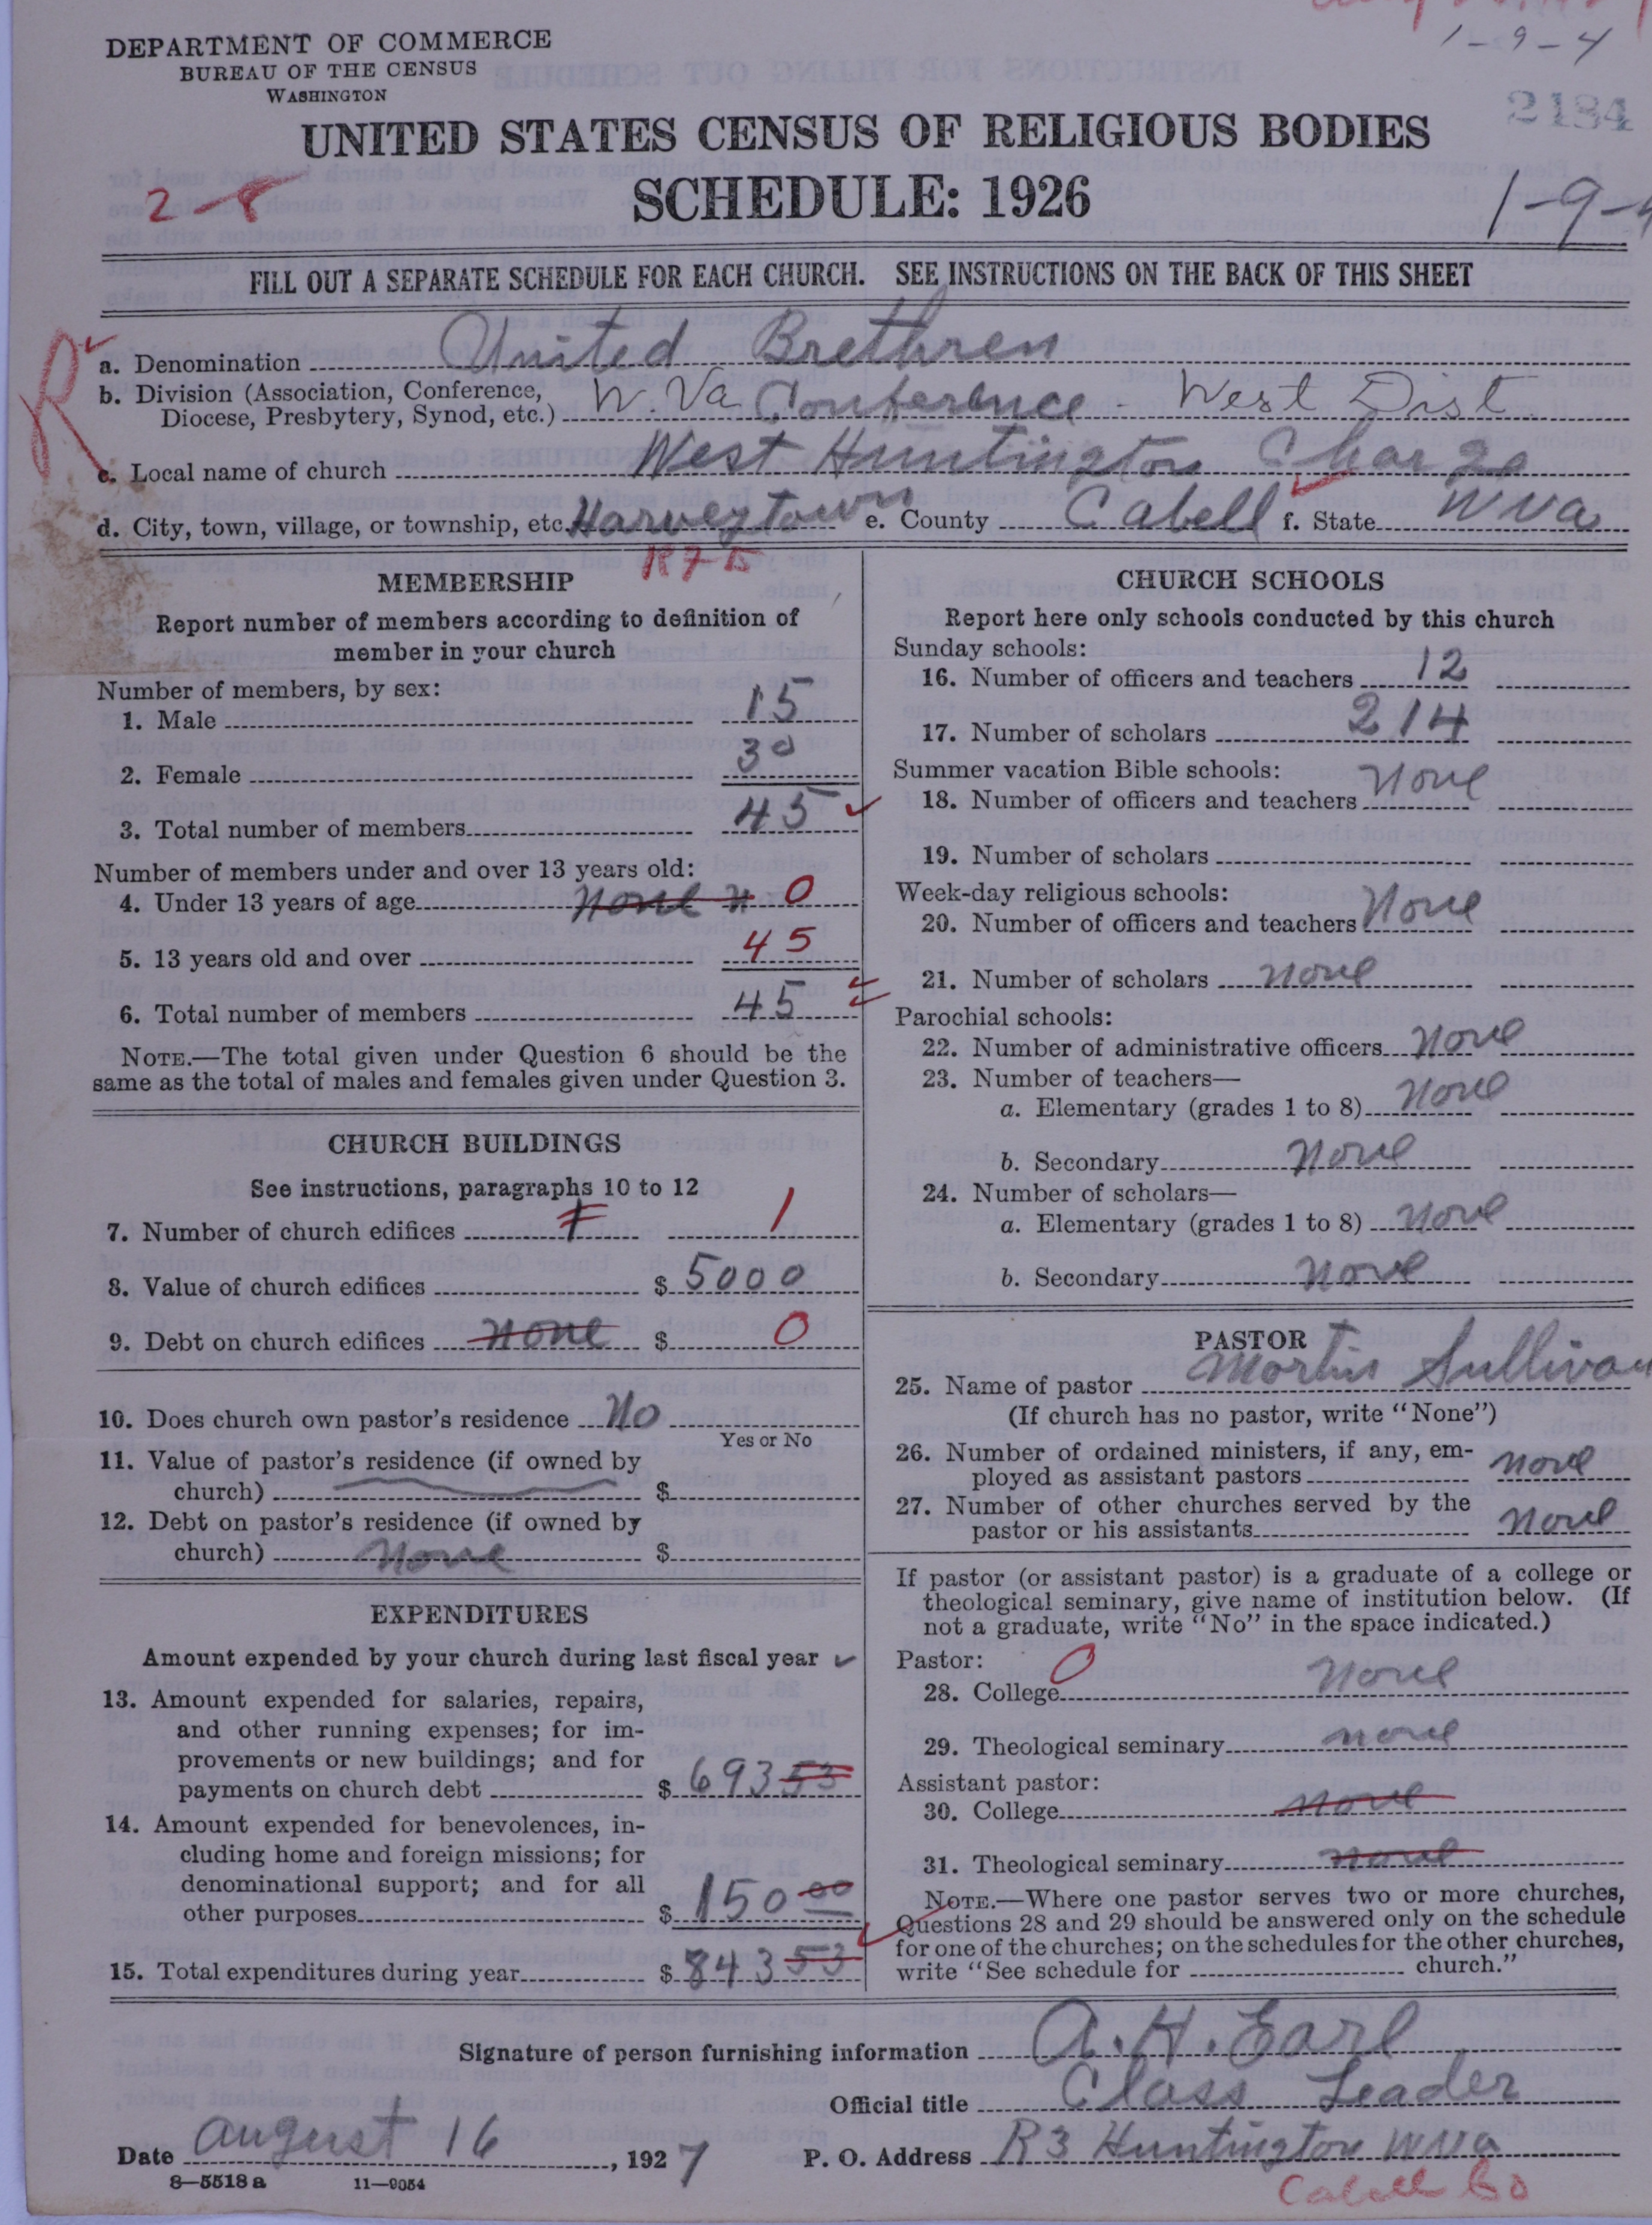 1-9-4
DEPARTMENT OF COMMERCE
BUREAU OF THE CENSUS
WASHINGTON
2184
UNITED STATES CENSUS OF RELIGIOUS BODIES
SCHEDULE: 1926
2-8
1-9-4
FILL OUT A SEPARATE SCHEDULE FOR EACH CHURCH. SEE INSTRUCTIONS ON THE BACK OF THIS SHEET
R
a. Denomination United Brethren
b. Division (Association, Conference,
Diocese, Presbytery, Synod, etc.) W. Va Conference - West Dist
c. Local name of church West Huntington Charge
d. City, town, village, or township, etc. Harveytown e. County Cabell f. State W Va
MEMBERSHIP
Report number of members according to definition of
member in your church
Number of members, by sex:
1. Male 15
2. Female 30
3. Total number of members 45
Number of members under and over 13 years old:
4. Under 13 years of age None 0
5. 13 years old and over 45
6. Total number of members 45
NOTE.—The total given under Question 6 should be the
same as the total of males and females given under Question 3.
CHURCH BUILDINGS
See instructions, paragraphs 10 to 12
7. Number of church edifices 1 1
8. Value of church edifices $ 5000
9. Debt on church edifices none $ 0
10. Does church own pastor's residence No
Yes or No
11. Value of pastor's residence (if owned by
church) $
12. Debt on pastor's residence (if owned by
church) None $
EXPENDITURES
Amount expended by your church during last fiscal year
13. Amount expended for salaries, repairs,
and other running expenses; for im-
provements or new buildings; and for
payments on church debt $ 693 53
14. Amount expended for benevolences, in-
cluding home and foreign missions; for
denominational support; and for all
other purposes $ 150 00
15. Total expenditures during year $ 843 53
CHURCH SCHOOLS
Report here only schools conducted by this church
Sunday schools:
16. Number of officers and teachers 12
17. Number of scholars 214
Summer vacation Bible schools:
18. Number of officers and teachers None
19. Number of scholars
Week-day religious schools:
20. Number of officers and teachers None
21. Number of scholars None
Parochial schools:
22. Number of administrative officers None
23. Number of teachers—
a. Elementary (grades 1 to 8) None
b. Secondary None
24. Number of scholars—
a. Elementary (grades 1 to 8) None
b. Secondary None
PASTOR
25. Name of pastor Martin Sullivan
(If church has no pastor, write "None")
26. Number of ordained ministers, if any, em-
ployed as assistant pastors None
27. Number of other churches served by the
pastor or his assistants None
If pastor (or assistant pastor) is a graduate of a college or
theological seminary, give name of institution below. (If
not a graduate, write "No" in the space indicated.)
Pastor: 0
28. College None
29. Theological seminary None
Assistant pastor:
30. College None
31. Theological seminary None
NOTE.—Where one pastor serves two or more churches,
Questions 28 and 29 should be answered only on the schedule
for one of the churches; on the schedules for the other churches,
write "See schedule for church."
Signature of person furnishing information A. H. Earl
Official title Class Leader
Date August 16, 1927 P. O. Address R 3 Huntington W Va
8—5518 a 11—9054
Cabell Co